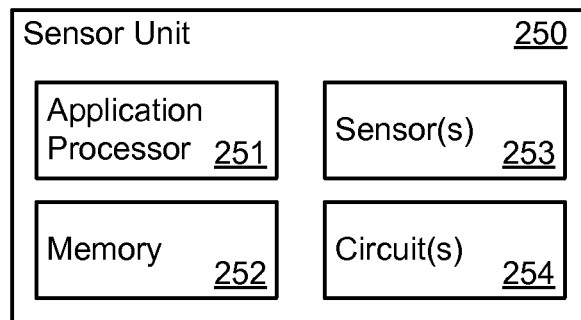 Sensor Unit 250
Application
Processor 251
Sensor(s)
253
Memory
252
Circuit(s)
254